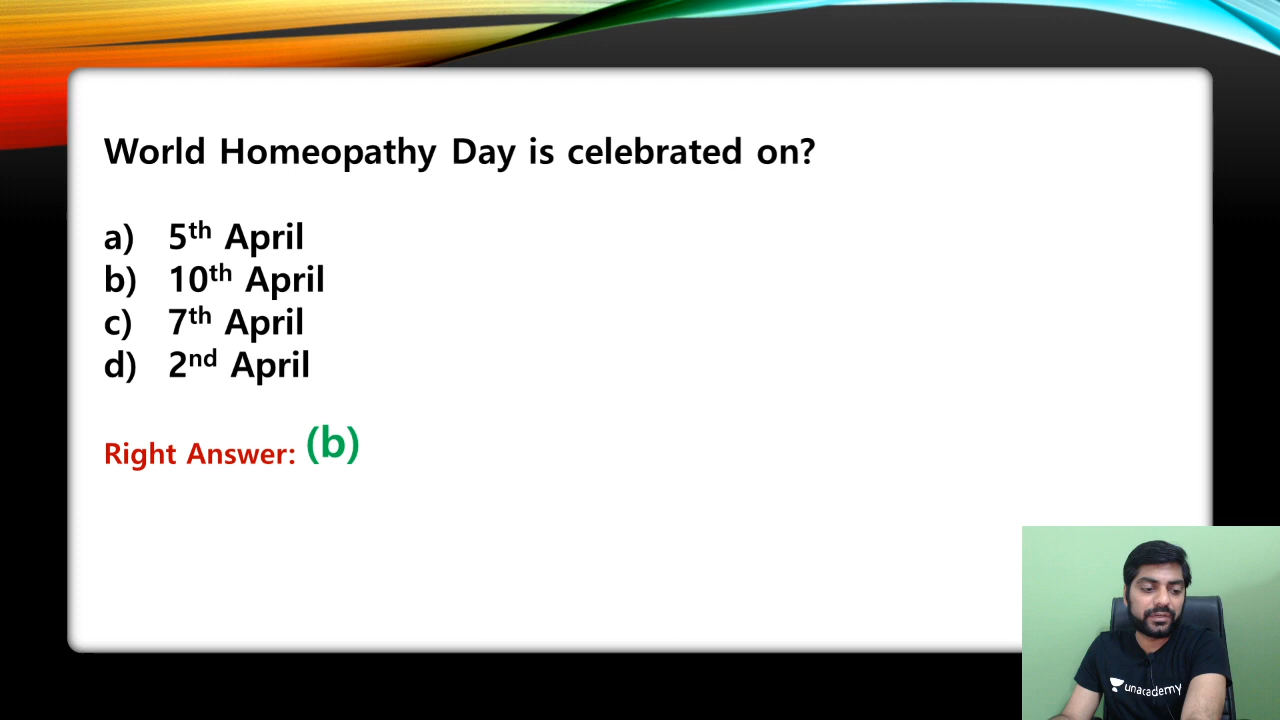 World Homeopathy Day is celebrated on?
a) 5th April
b) 10th April
c) 7th April
d) 2nd April
Right Answer: (b)
unacademy